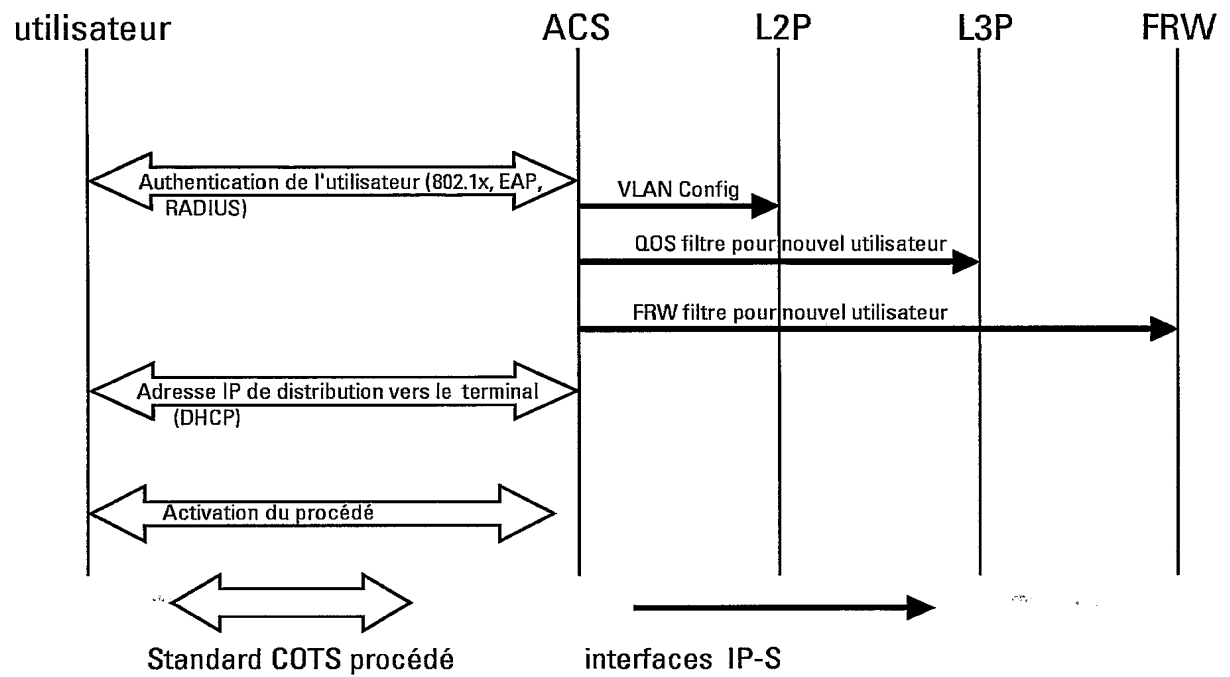 utilisateur ACS L2P L3P FRW
Authentication de l'utilisateur (802.1x, EAP,
RADIUS)
VLAN Config
QOS filtre pour nouvel utilisateur
FRW filtre pour nouvel utilisateur
Adresse IP de distribution vers le terminal
(DHCP)
Activation du procédé
Standard COTS procédé
interfaces IP-S